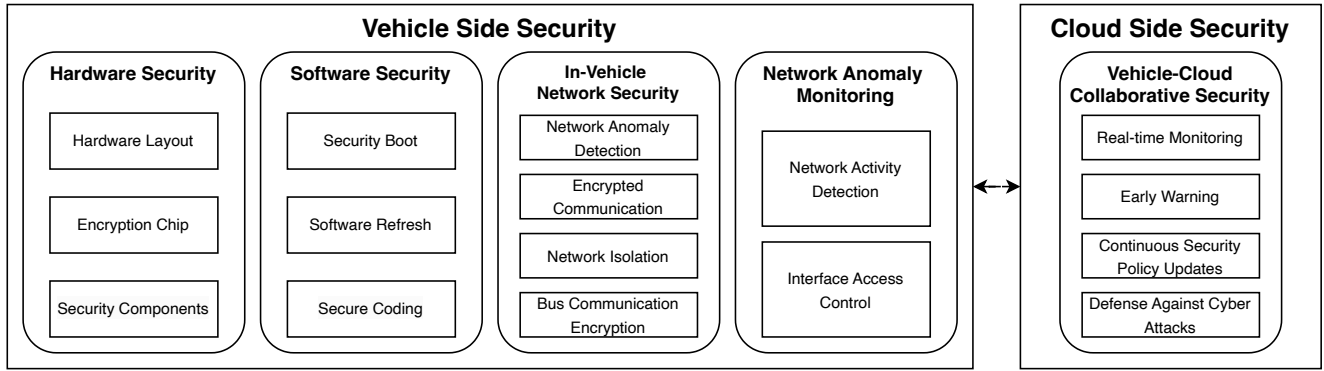 Vehicle Side Security
Hardware Security
Hardware Layout
Encryption Chip
Security Components
Software Security
Security Boot
Software Refresh
Secure Coding
In-Vehicle
Network Security
Network Anomaly
Detection
Encrypted
Communication
Network Isolation
Bus Communication
Encryption
Network Anomaly
Monitoring
Network Activity
Detection
Interface Access
Control
Cloud Side Security
Vehicle-Cloud
Collaborative Security
Real-time Monitoring
Early Warning
Continuous Security
Policy Updates
Defense Against Cyber
Attacks